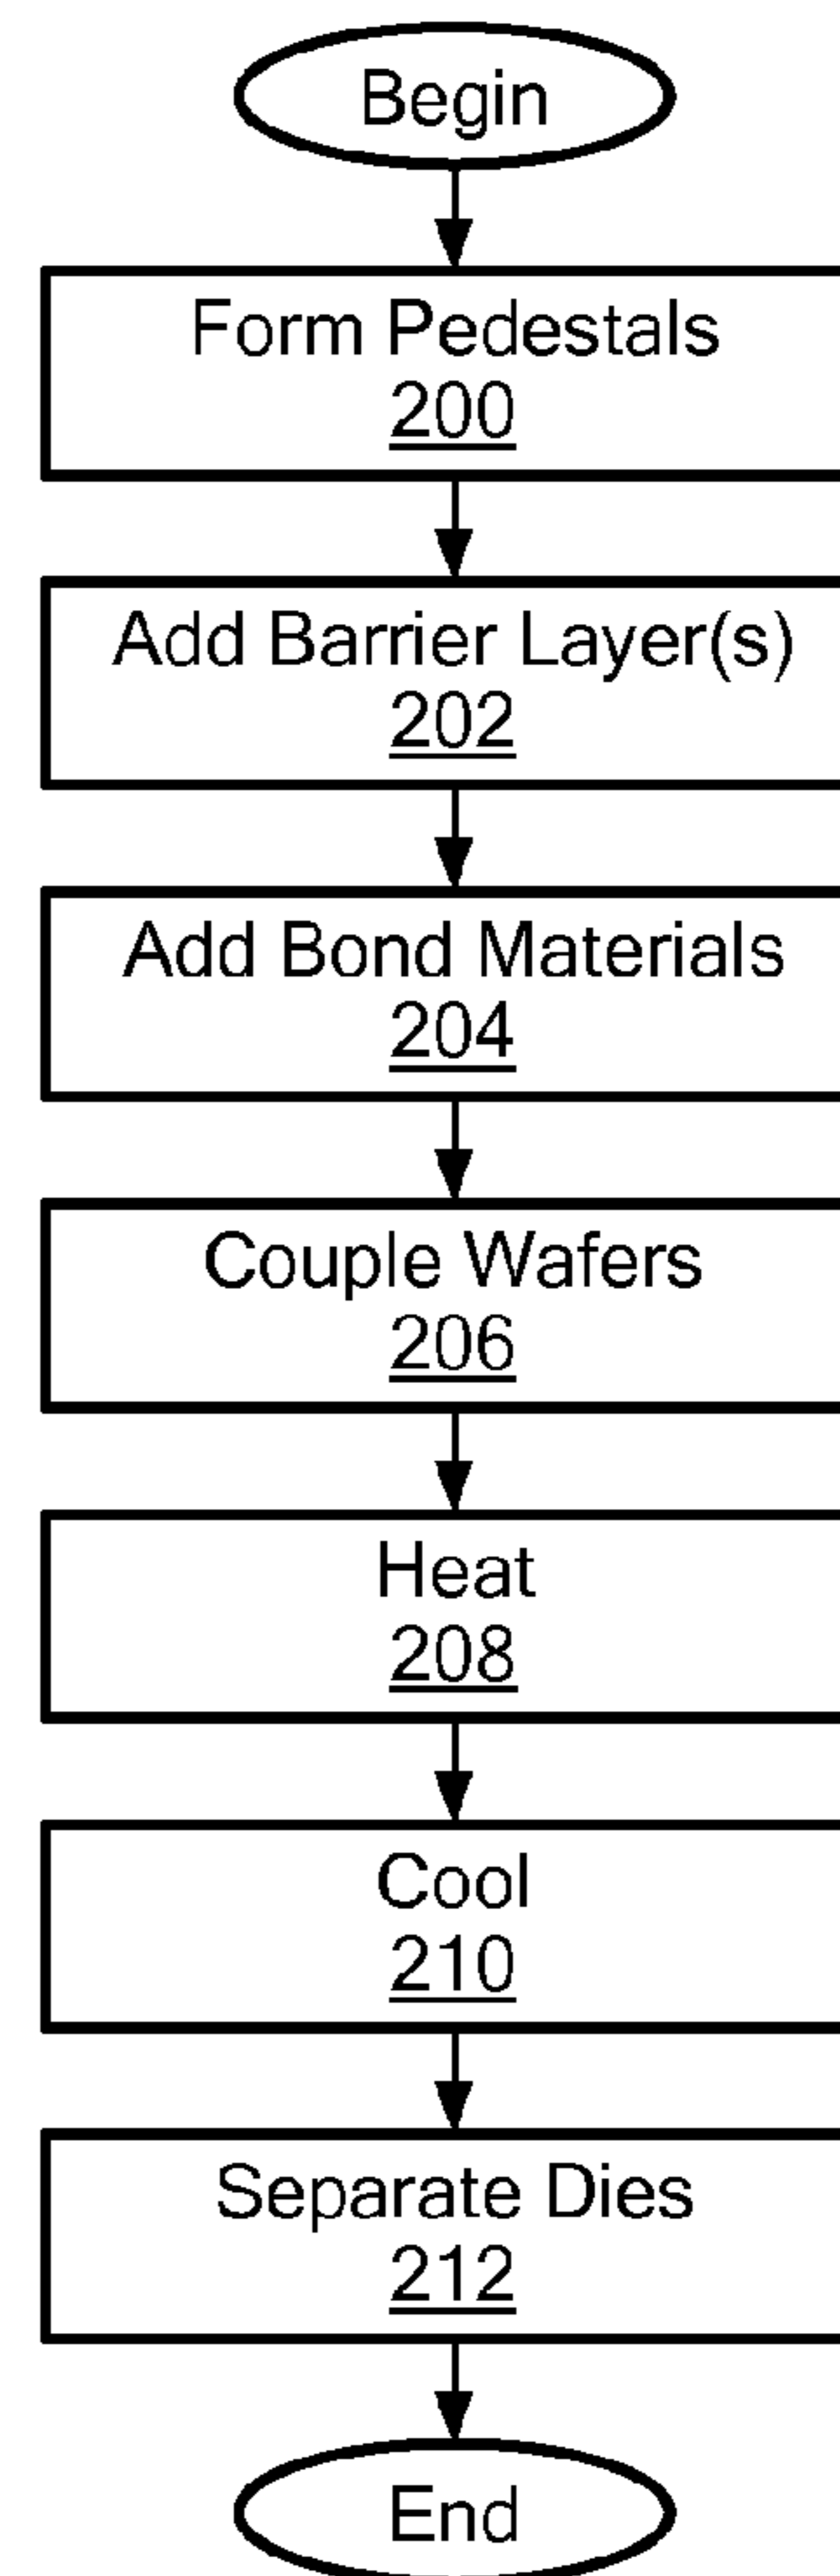 Begin
Form Pedestals
200
Add Barrier Layer(s)
202
Add Bond Materials
204
Couple Wafers
206
Heat
208
Cool
210
Separate Dies
212
End